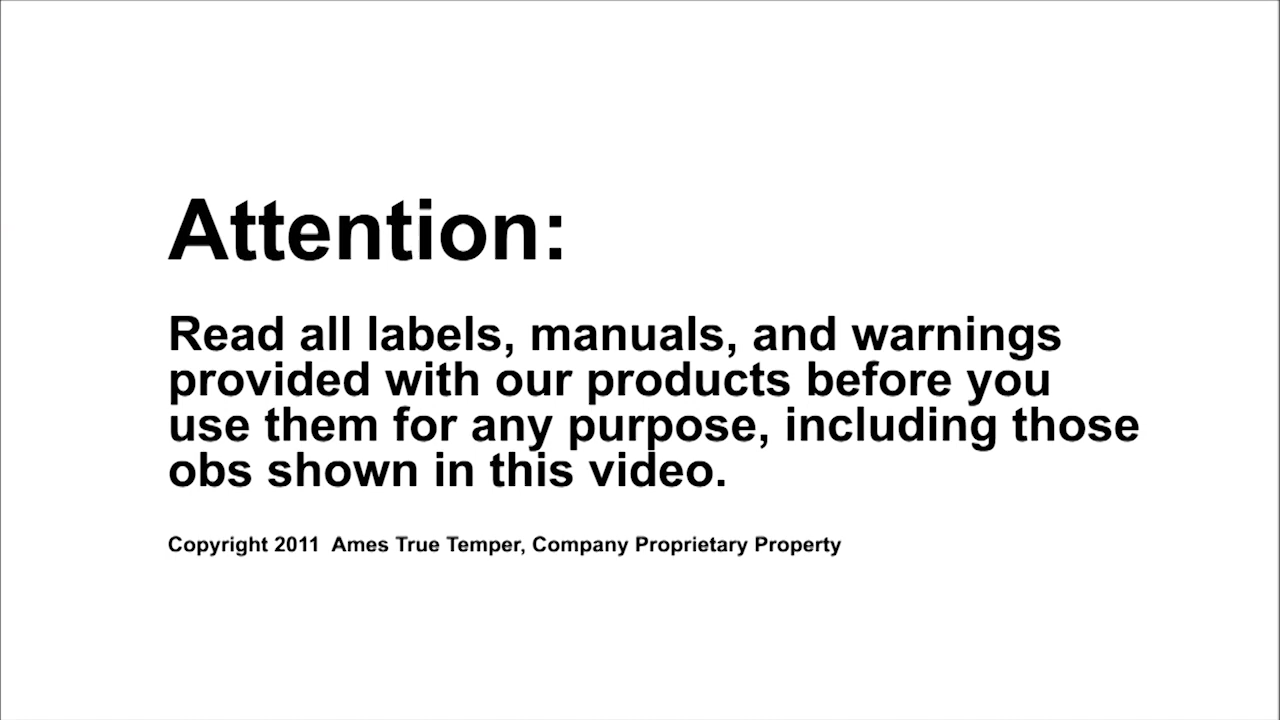 Attention:
Read all labels, manuals, and warnings
provided with our products before you
use them for any purpose, including those
obs shown in this video.
Copyright 2011  Ames True Temper, Company Proprietary Property